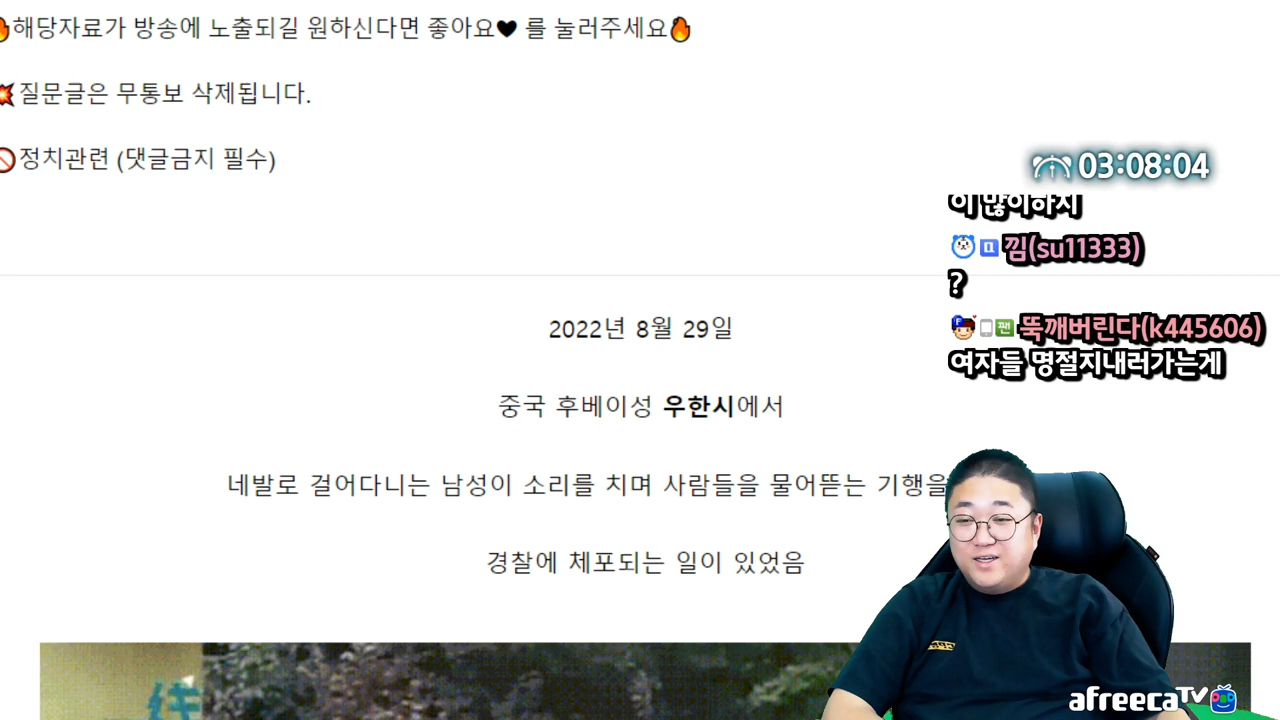 해당자료가 방송에 노출되길 원하신다면 좋아요🖤 를 눌러주세요🔥
💥질문글은 무통보 삭제됩니다.
🚫정치관련 (댓글금지 필수)
03:08:04
이 많이하지
낌(su11333)
?
뚝깨버린다(k445606)
여자들 명절지내러가는게
2022년 8월 29일
중국 후베이성 우한시에서
네발로 걸어다니는 남성이 소리를 치며 사람들을 물어뜯는 기행을
경찰에 체포되는 일이 있었음
afreecaTV